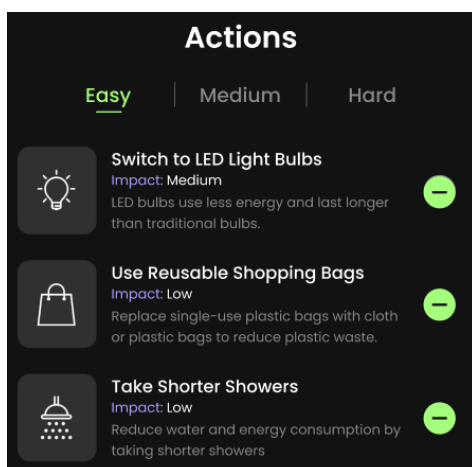 Actions
Easy Medium Hard
Switch to LED Light Bulbs
Impact: Medium
LED bulbs use less energy and last longer
than traditional bulbs.
Use Reusable Shopping Bags
Impact: Low
Replace single-use plastic bags with cloth
or plastic bags to reduce plastic waste.
Take Shorter Showers
Impact: Low
Reduce water and energy consumption by
taking shorter showers